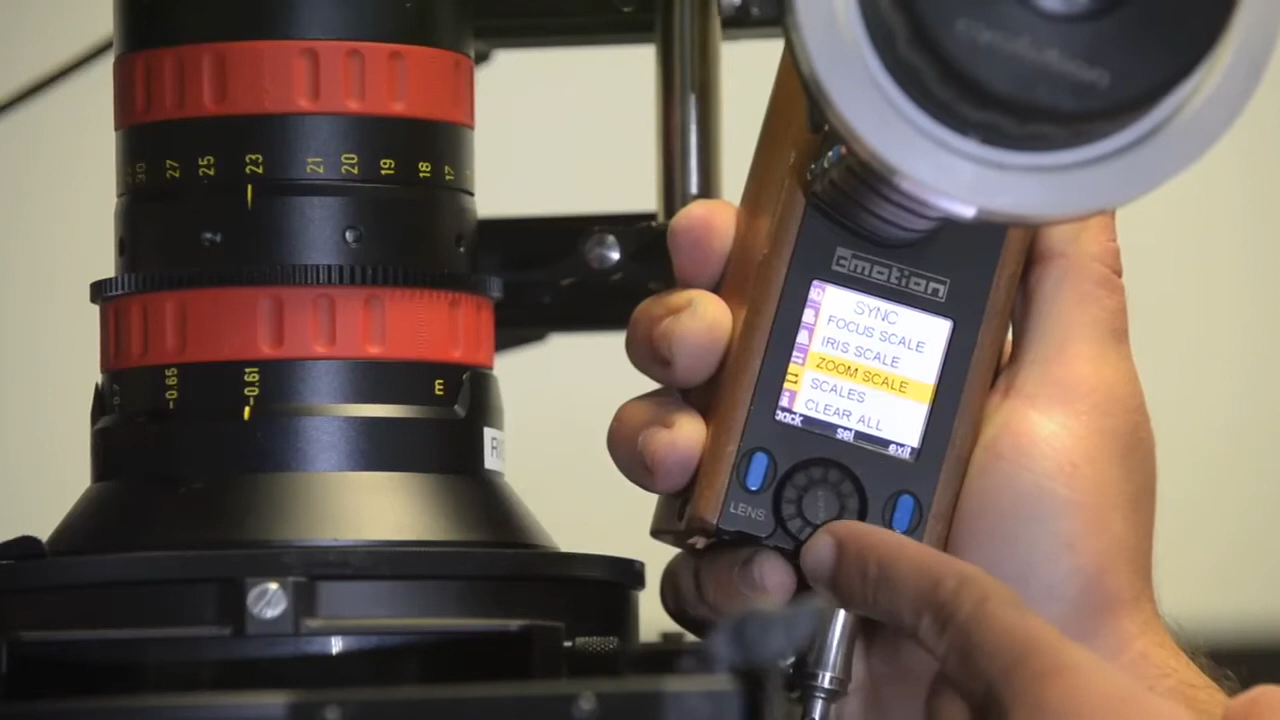 30 27 25 23 21 20 19 18 17
-0.65 -0.61 E
cmotion
SYNC
FOCUS SCALE
IRIS SCALE
ZOOM SCALE
SCALES
CLEAR ALL
back sel exit
LENS